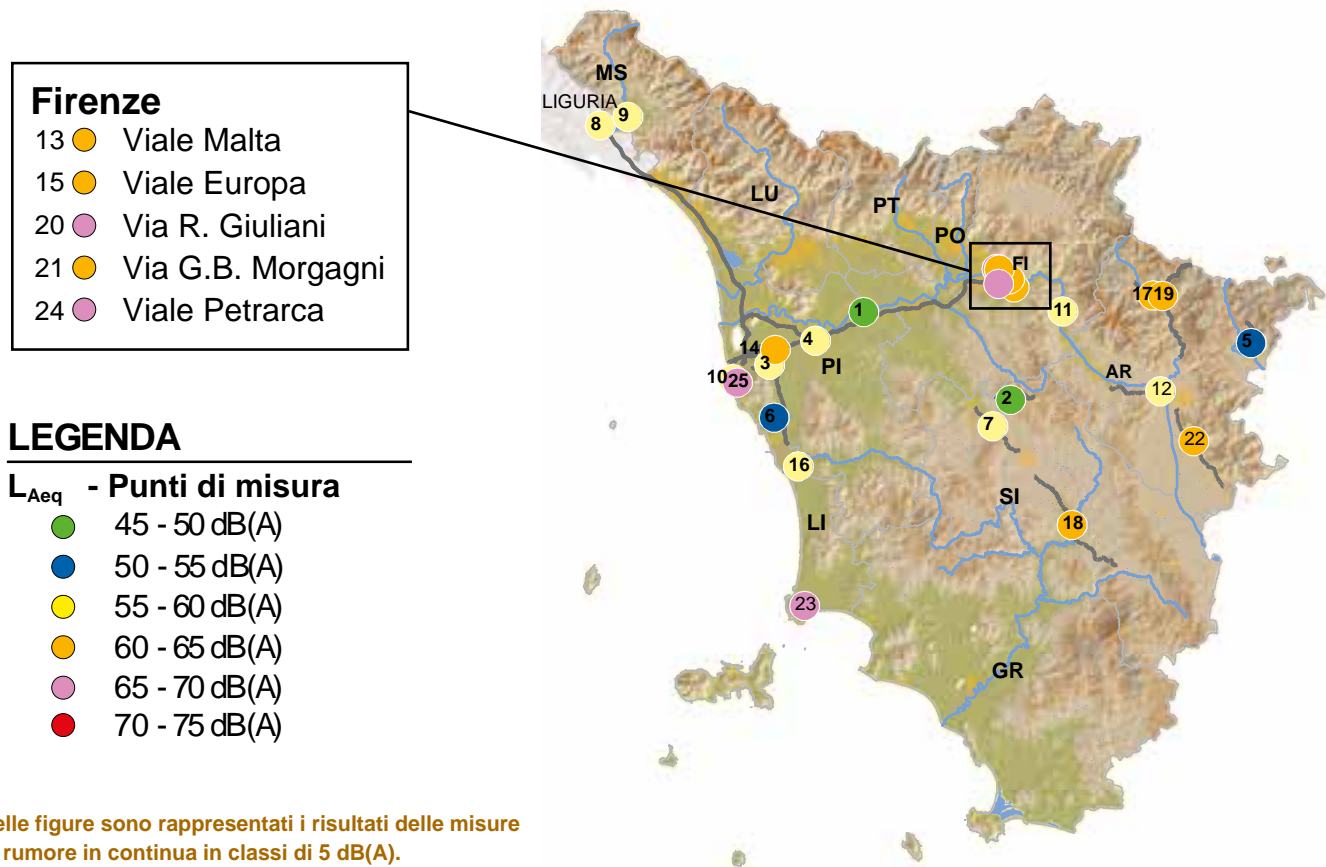 Firenze
13 Viale Malta
15 Viale Europa
20 Via R. Giuliani
21 Via G.B. Morgagni
24 Viale Petrarca
LEGENDA
LAeq - Punti di misura
45 - 50 dB(A)
50 - 55 dB(A)
55 - 60 dB(A)
60 - 65 dB(A)
65 - 70 dB(A)
70 - 75 dB(A)
elle figure sono rappresentati i risultati delle misure
rumore in continua in classi di 5 dB(A).
MS
LIGURIA
8
9
LU
PT
PO
FI
17
19
1
11
5
14
4
3
PI
10
25
AR
12
2
6
7
22
16
SI
LI
18
23
GR